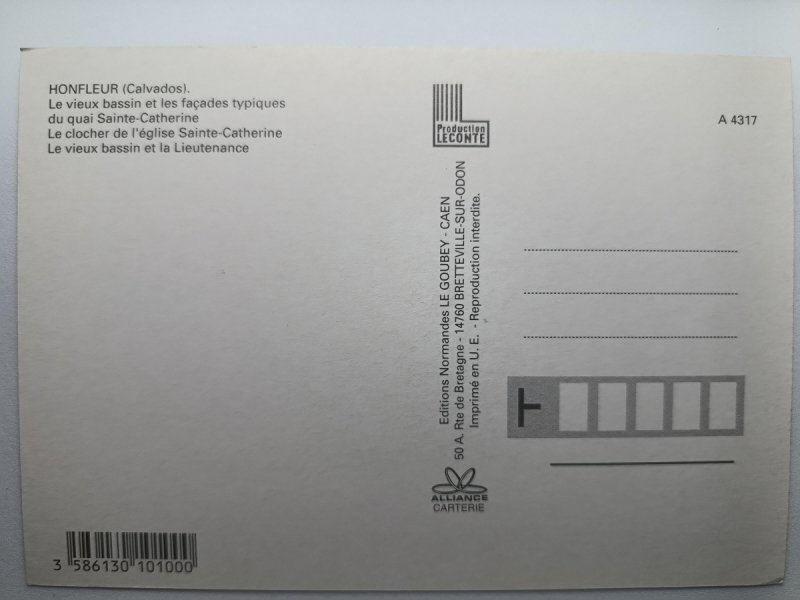 HONFLEUR (Calvados).
Le vieux bassin et les façades typiques
du quai Sainte-Catherine
Le clocher de l'église Sainte-Catherine
Le vieux bassin et la Lieutenance
Production
LECONTE
A 4317
Editions Normandes LE GOUBEY - CAEN
50 A. Rte de Bretagne - 14760 BRETTEVILLE-SUR-ODON
Imprimé en U. E. - Reproduction interdite.
ALLIANCE
CARTERIE
3 586130 101000